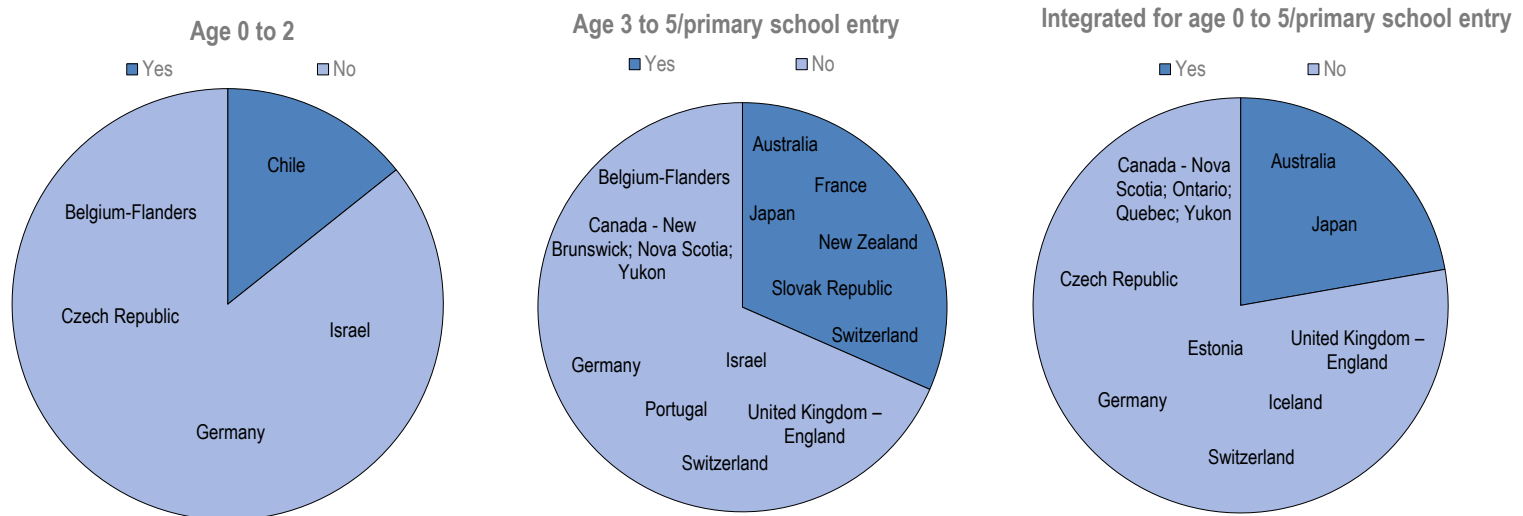 Age 0 to 2
Yes
No
Chile
Belgium-Flanders
Czech Republic
Israel
Germany
Age 3 to 5/primary school entry
Yes
No
Australia
Belgium-Flanders
France
Japan
Canada - New
Brunswick; Nova Scotia;
Yukon
New Zealand
Slovak Republic
Switzerland
Israel
Germany
Portugal
United Kingdom –
England
Switzerland
Integrated for age 0 to 5/primary school entry
Yes
No
Canada - Nova
Scotia; Ontario;
Quebec; Yukon
Australia
Japan
Czech Republic
Estonia
United Kingdom –
England
Germany
Iceland
Switzerland